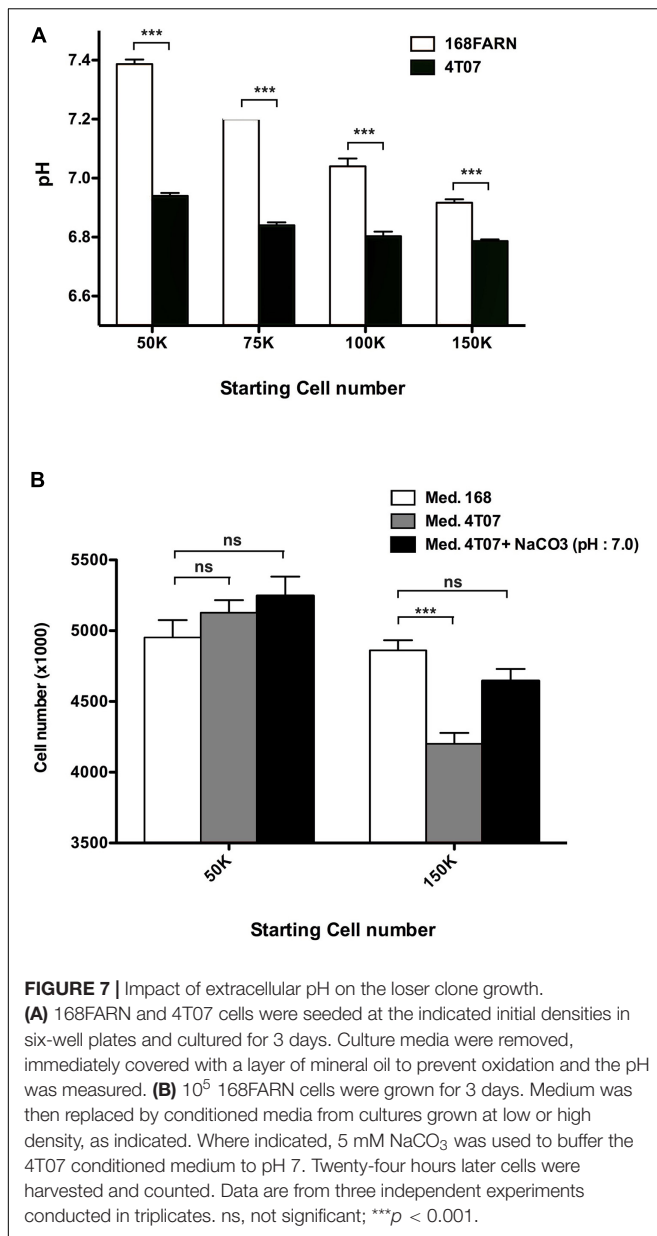 A
168FARN
4T07
***
***
***
***
7.4
7.2
7.0
6.8
6.6
pH
50K
75K
100K
150K
Starting Cell number
B
Med. 168
Med. 4T07
Med. 4T07+ NaCO3 (pH : 7.0)
ns
ns
ns
***
5500
5000
4500
4000
3500
Cell number (x1000)
50K
150K
Starting Cell number
FIGURE 7 | Impact of extracellular pH on the loser clone growth.
(A) 168FARN and 4T07 cells were seeded at the indicated initial densities in
six-well plates and cultured for 3 days. Culture media were removed,
immediately covered with a layer of mineral oil to prevent oxidation and the pH
was measured. (B) 10⁵ 168FARN cells were grown for 3 days. Medium was
then replaced by conditioned media from cultures grown at low or high
density, as indicated. Where indicated, 5 mM NaCO₃ was used to buffer the
4T07 conditioned medium to pH 7. Twenty-four hours later cells were
harvested and counted. Data are from three independent experiments
conducted in triplicates. ns, not significant; ***p < 0.001.